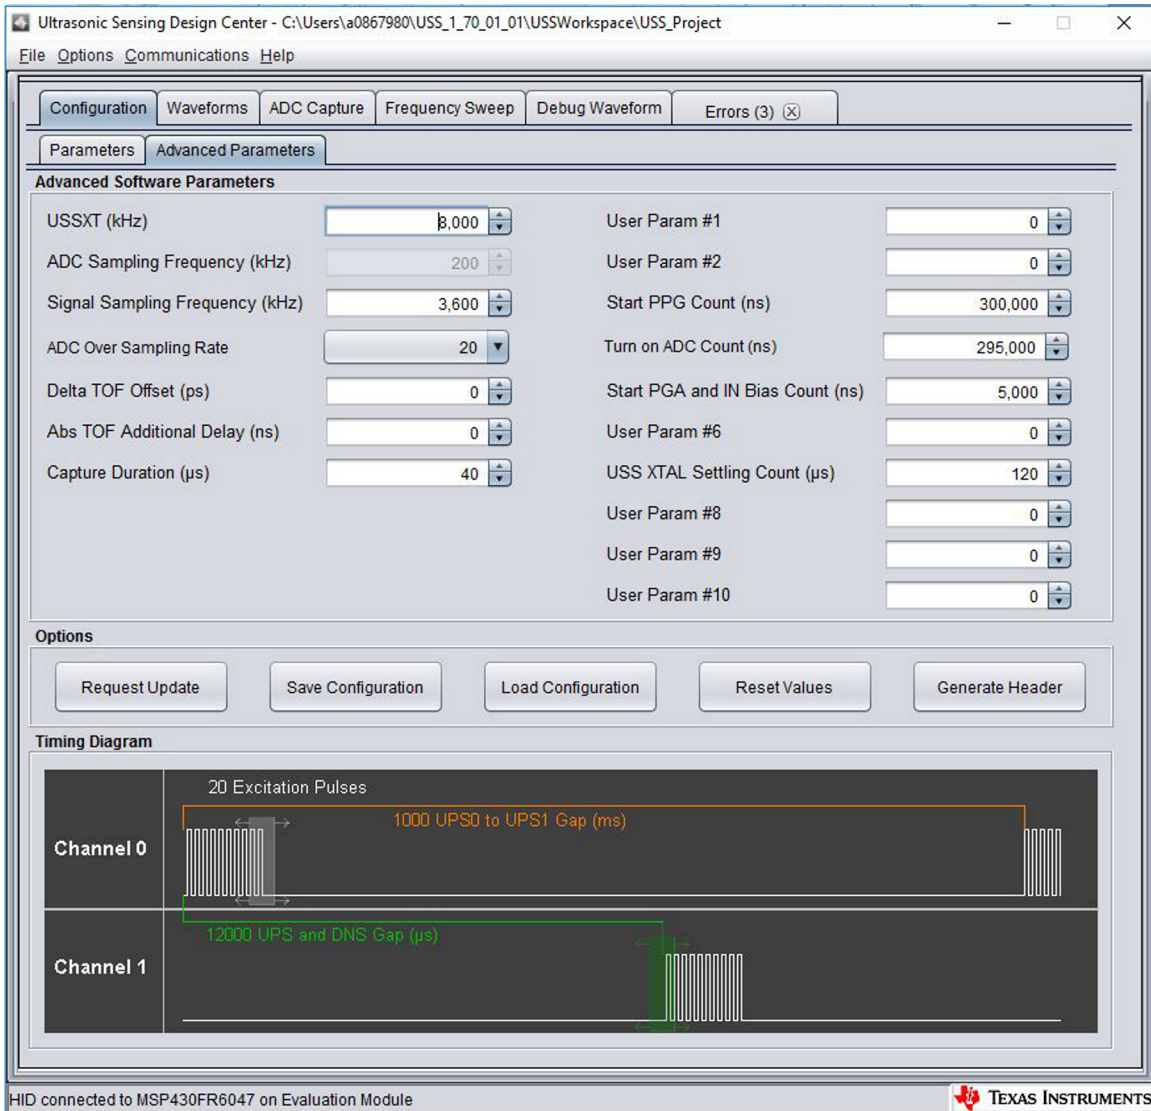 Ultrasonic Sensing Design Center - C:\Users\a0867980\USS_1_70_01_01\USSWorkspace\USS_Project
File Options Communications Help
Configuration Waveforms ADC Capture Frequency Sweep Debug Waveform Errors (3)
Parameters Advanced Parameters
Advanced Software Parameters
USSXT (kHz) 8,000 User Param #1 0
ADC Sampling Frequency (kHz) 200 User Param #2 0
Signal Sampling Frequency (kHz) 3,600 Start PPG Count (ns) 300,000
ADC Over Sampling Rate 20 Turn on ADC Count (ns) 295,000
Delta TOF Offset (ps) 0 Start PGA and IN Bias Count (ns) 5,000
Abs TOF Additional Delay (ns) 0 User Param #6 0
Capture Duration (µs) 40 USS XTAL Settling Count (µs) 120
User Param #8 0
User Param #9 0
User Param #10 0
Options
Request Update Save Configuration Load Configuration Reset Values Generate Header
Timing Diagram
20 Excitation Pulses
1000 UPS0 to UPS1 Gap (ms)
Channel 0
12000 UPS and DNS Gap (µs)
Channel 1
HID connected to MSP430FR6047 on Evaluation Module TEXAS INSTRUMENTS